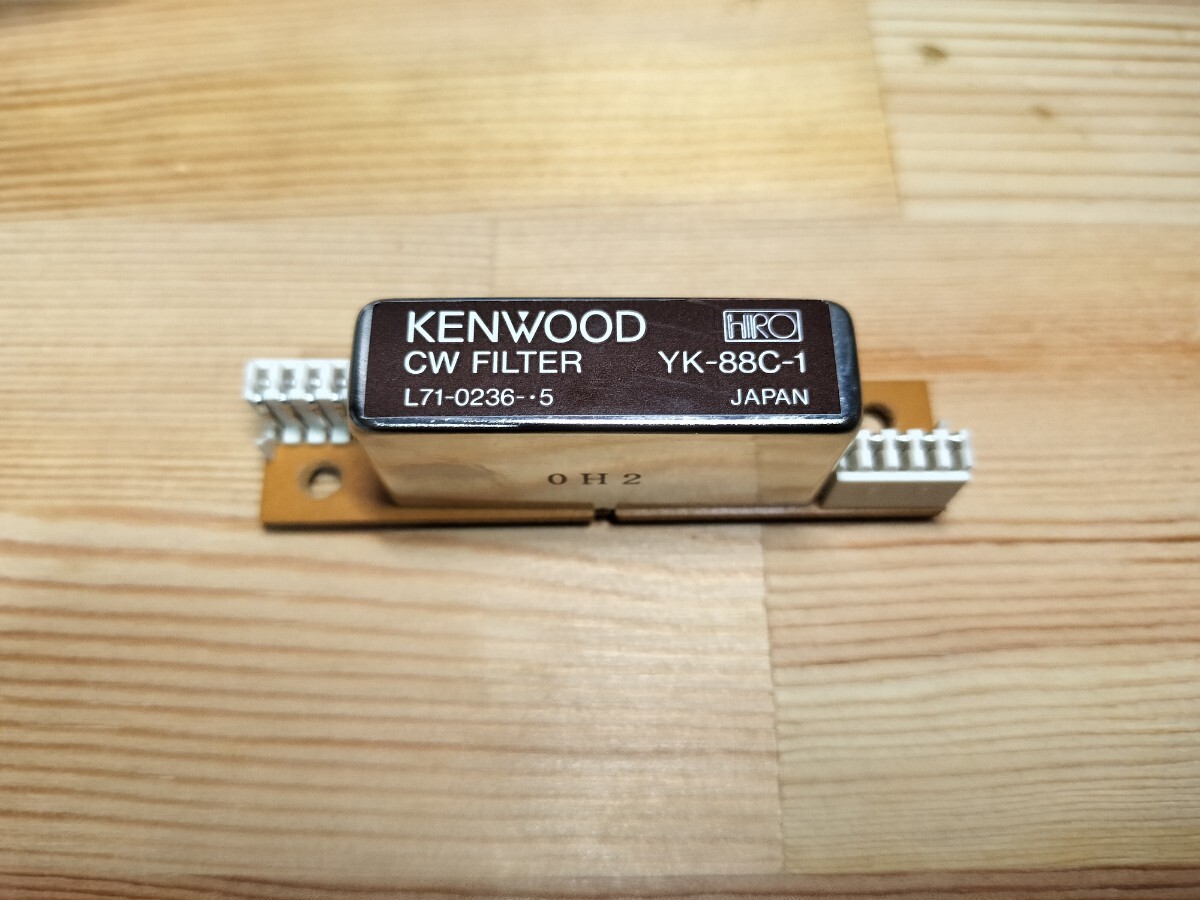 KENWOOD HIRO
CW FILTER YK-88C-1
L71-0236-·5 JAPAN
0H2